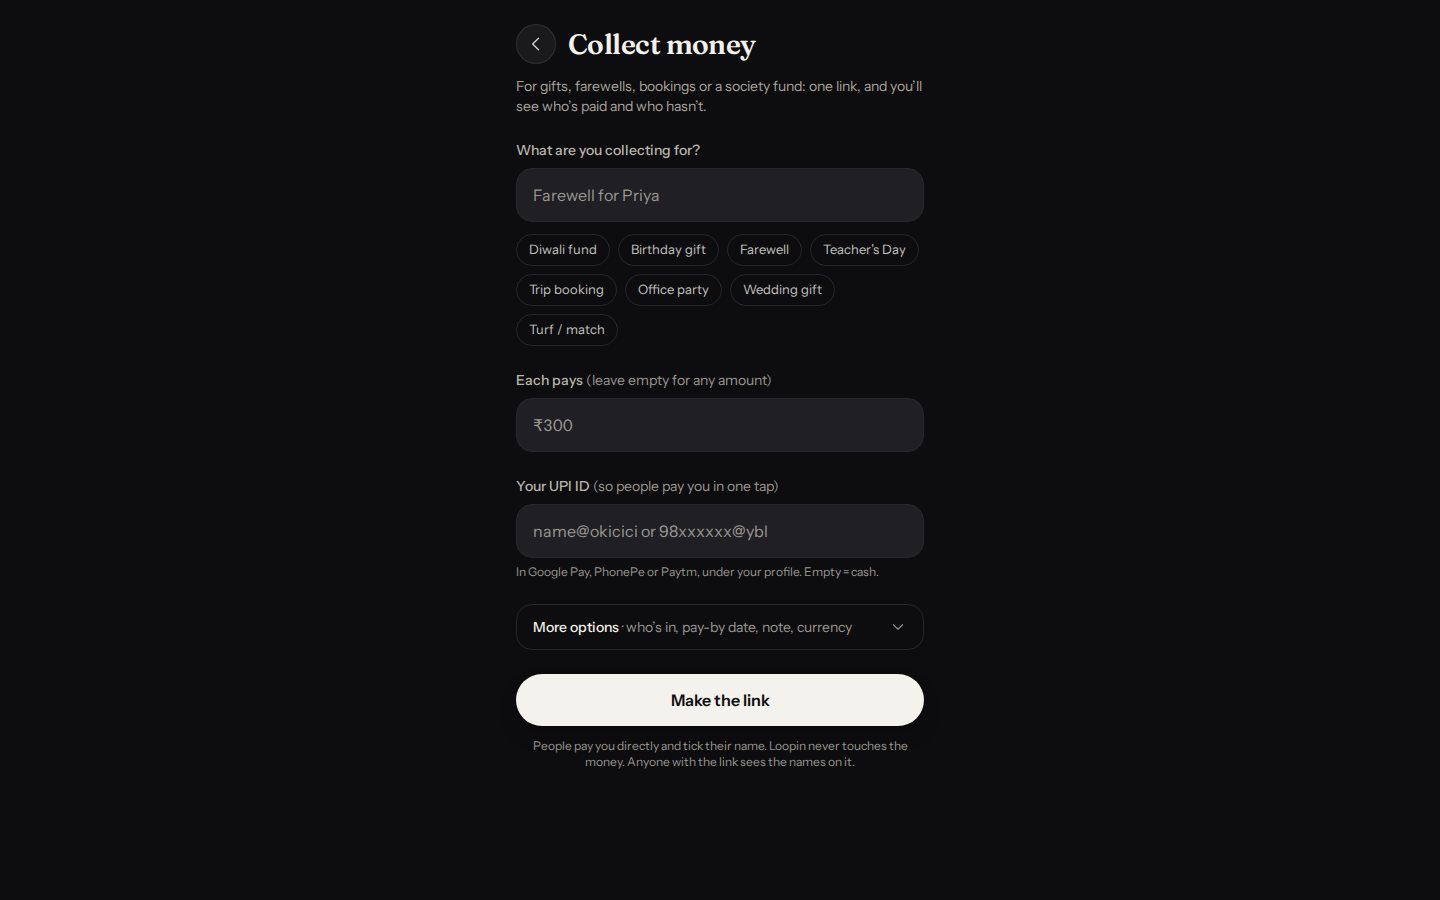 Collect money
For gifts, farewells, bookings or a society fund: one link, and you'll
see who's paid and who hasn't.
What are you collecting for?
Farewell for Priya
Diwali fund
Birthday gift
Farewell
Teacher's Day
Trip booking
Office party
Wedding gift
Turf / match
Each pays (leave empty for any amount)
₹300
Your UPI ID (so people pay you in one tap)
name@okicici or 98xxxxxx@ybl
In Google Pay, PhonePe or Paytm, under your profile. Empty = cash.
More options · who's in, pay-by date, note, currency
Make the link
People pay you directly and tick their name. Loopin never touches the
money. Anyone with the link sees the names on it.